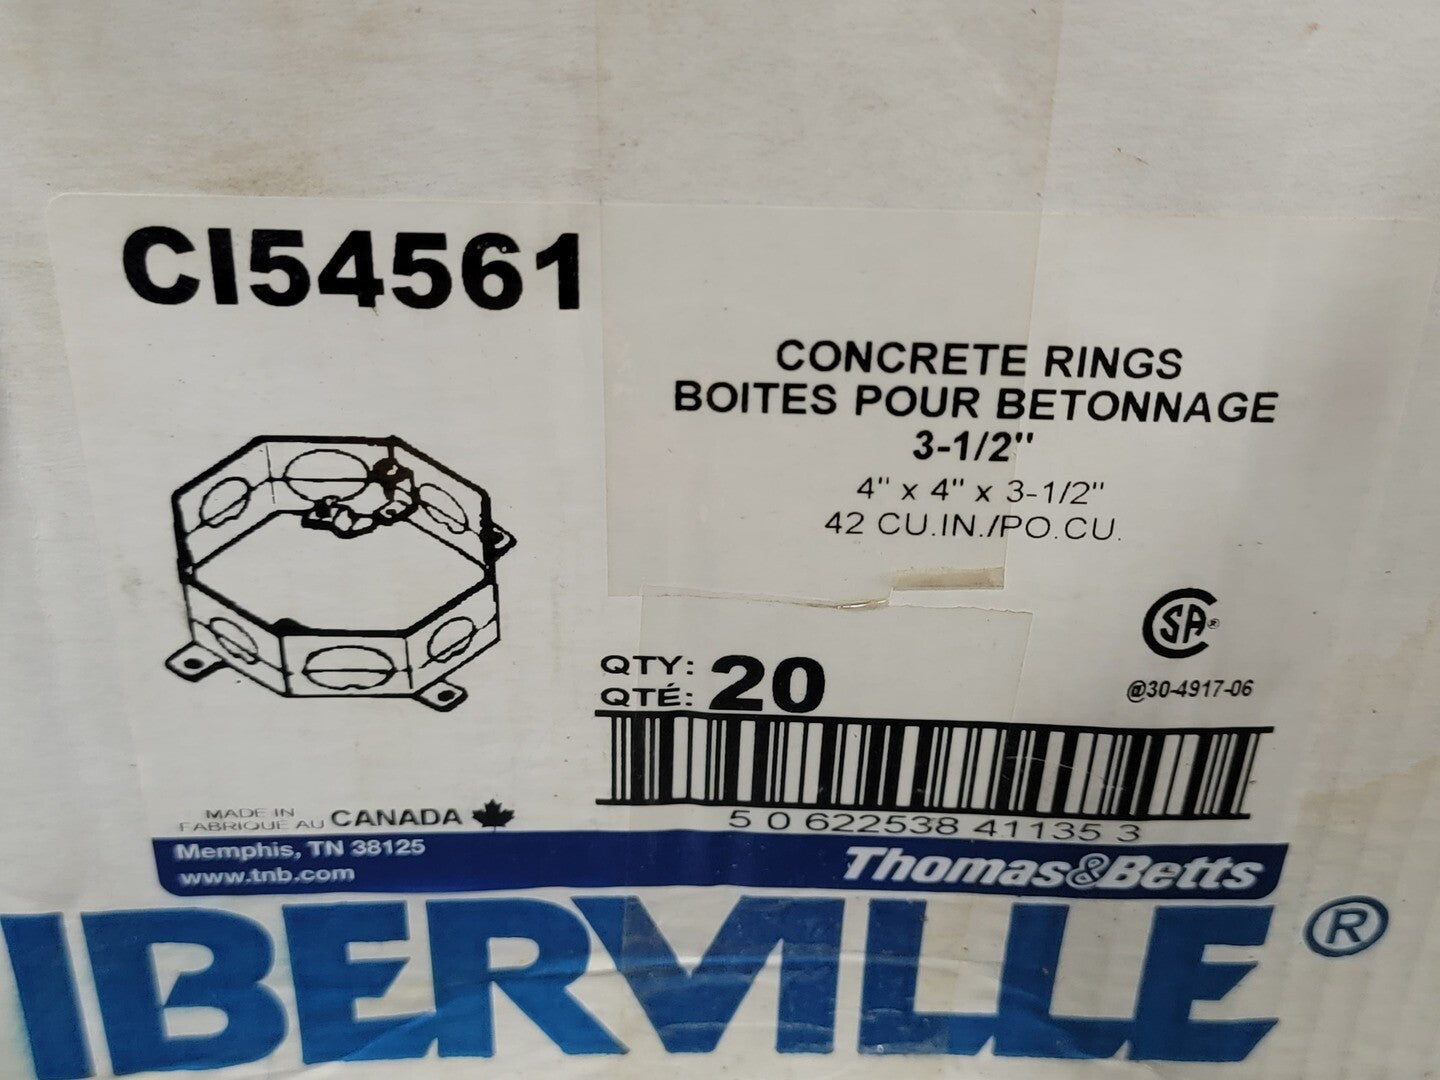 CI54561
CONCRETE RINGS
BOITES POUR BETONNAGE
3-1/2"
4" x 4" x 3-1/2"
42 CU.IN./PO.CU.
SA®
@30-4917-06
QTY: 20
QTÉ:
5 0 622538 41135 3
MADE IN
FABRIQUE AU CANADA
Memphis, TN 38125
www.tnb.com
Thomas&Betts
IBERVILLE®